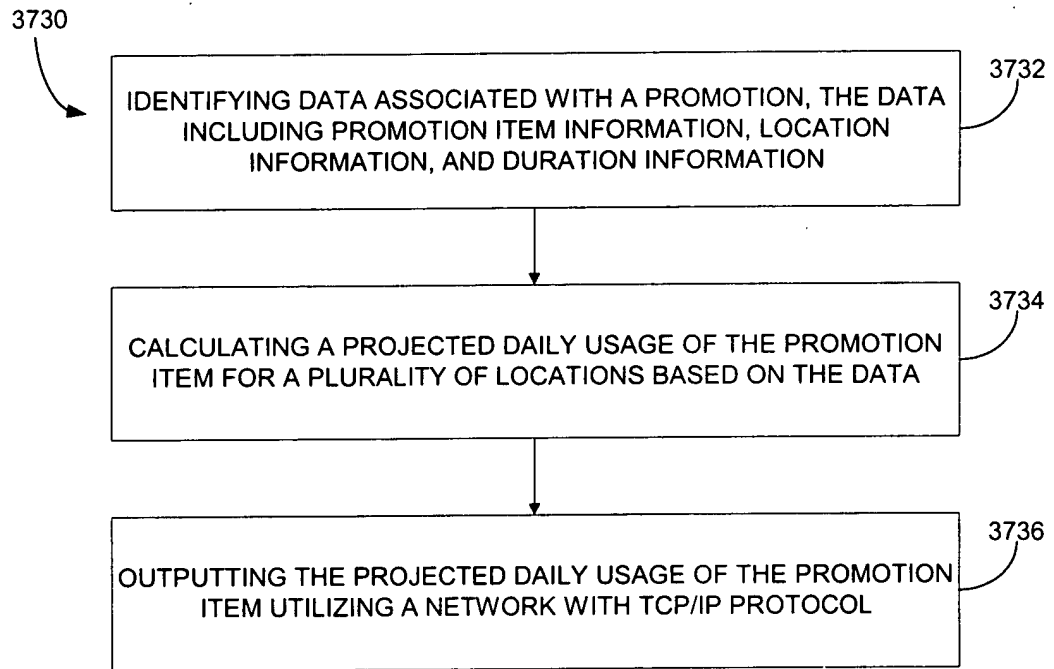 3730
3732
IDENTIFYING DATA ASSOCIATED WITH A PROMOTION, THE DATA
INCLUDING PROMOTION ITEM INFORMATION, LOCATION
INFORMATION, AND DURATION INFORMATION
3734
CALCULATING A PROJECTED DAILY USAGE OF THE PROMOTION
ITEM FOR A PLURALITY OF LOCATIONS BASED ON THE DATA
3736
OUTPUTTING THE PROJECTED DAILY USAGE OF THE PROMOTION
ITEM UTILIZING A NETWORK WITH TCP/IP PROTOCOL